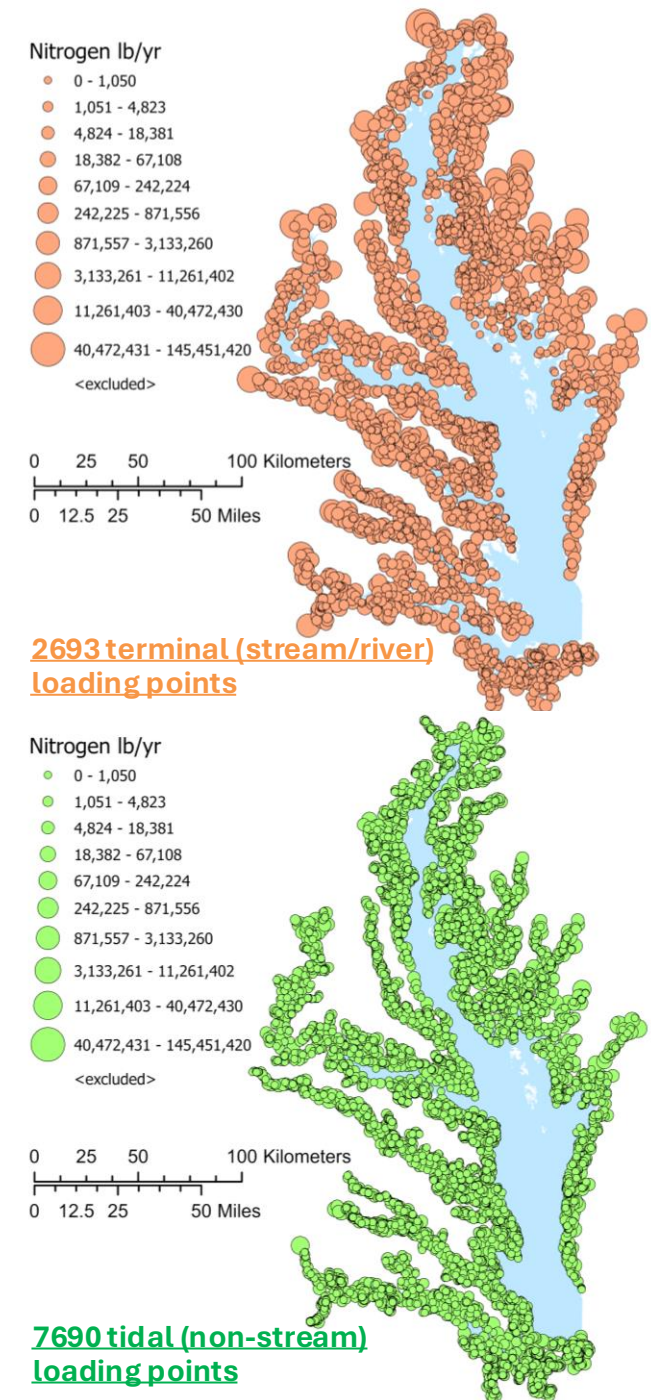 Nitrogen lb/yr
0 - 1,050
1,051 - 4,823
4,824 - 18,381
18,382 - 67,108
67,109 - 242,224
242,225 - 871,556
871,557 - 3,133,260
3,133,261 - 11,261,402
11,261,403 - 40,472,430
40,472,431 - 145,451,420
<excluded>
0 25 50 100 Kilometers
0 12.5 25 50 Miles
2693 terminal (stream/river)
loading points
Nitrogen lb/yr
0 - 1,050
1,051 - 4,823
4,824 - 18,381
18,382 - 67,108
67,109 - 242,224
242,225 - 871,556
871,557 - 3,133,260
3,133,261 - 11,261,402
11,261,403 - 40,472,430
40,472,431 - 145,451,420
<excluded>
0 25 50 100 Kilometers
0 12.5 25 50 Miles
7690 tidal (non-stream)
loading points